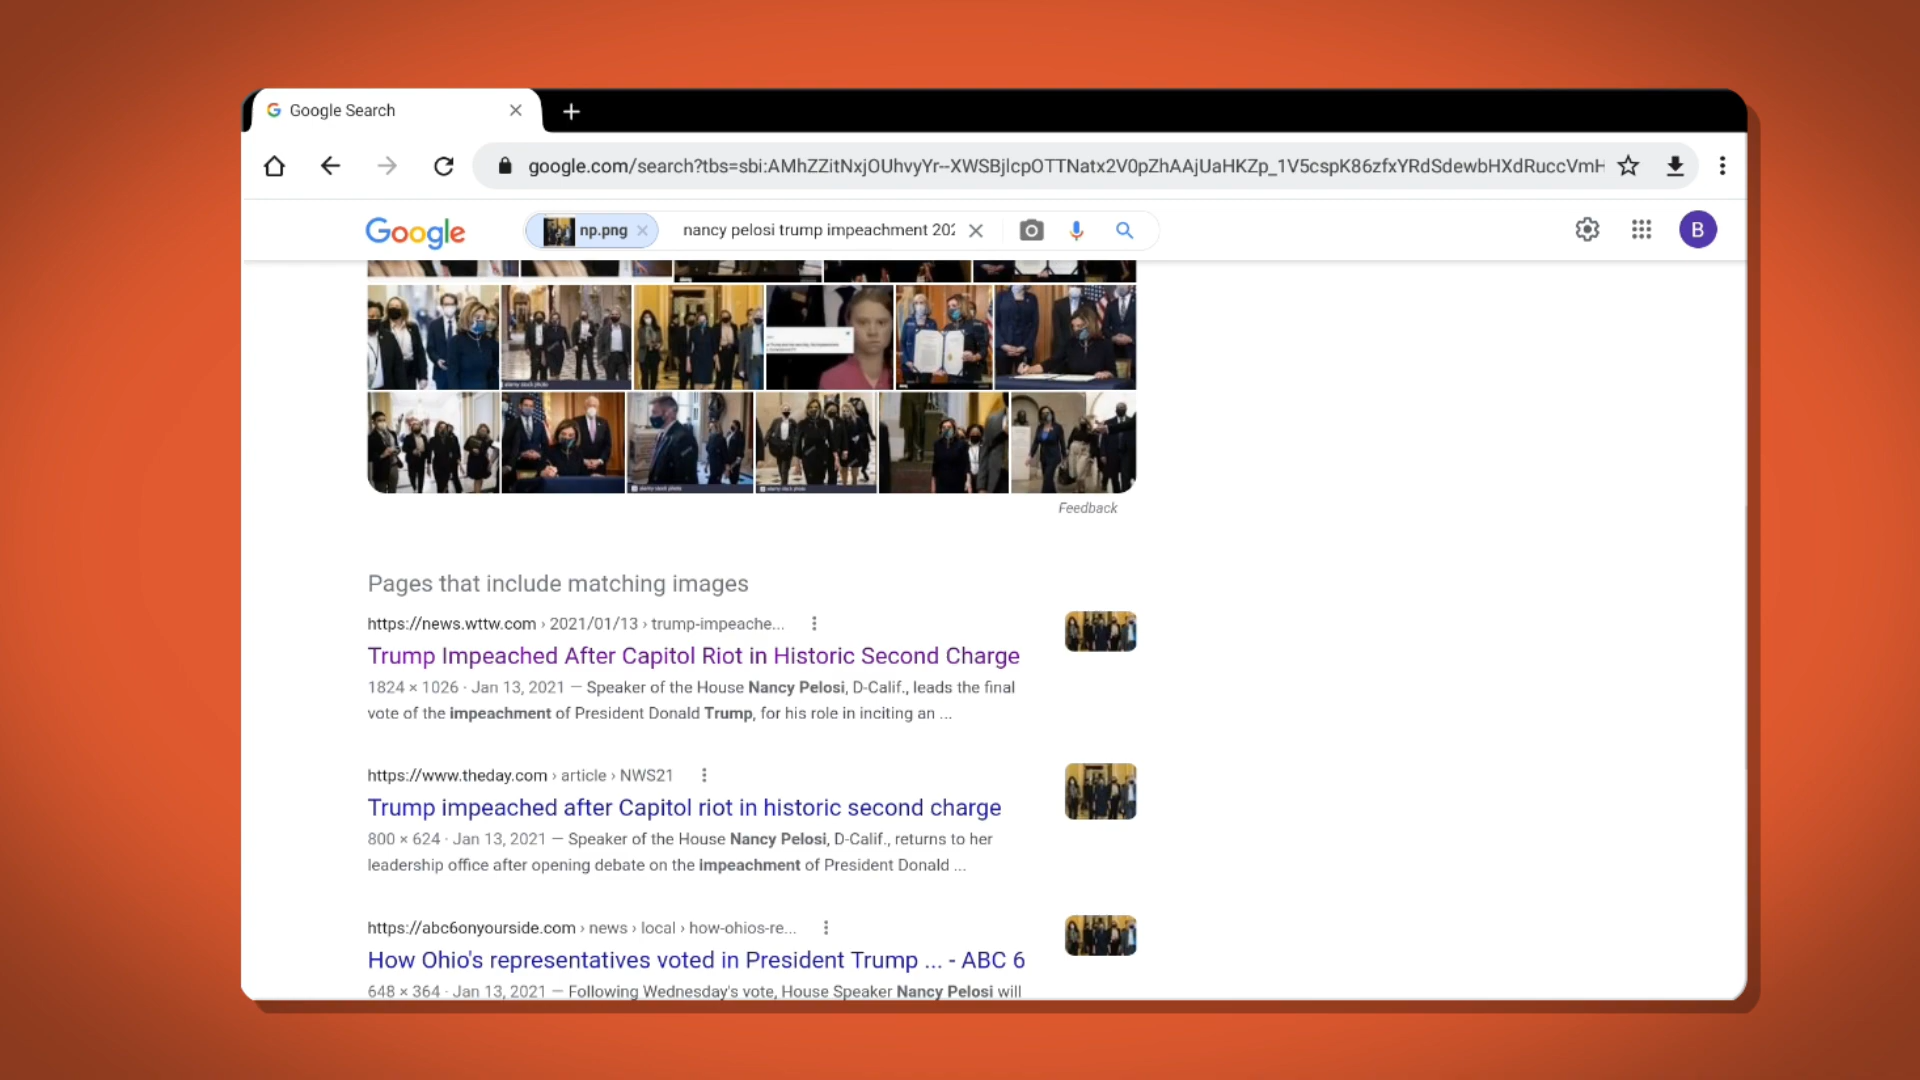 Google Search
google.com/search?tbs=sbi:AMhZZitNxjOUhvyYr--XWSBjlcpOTTNatx2V0pZhAAjUaHKZp_1V5cspK86zfxYRdSdewbHXdRuccVmH
Google
np.png
nancy pelosi trump impeachment 202
B
Feedback
Pages that include matching images
https://news.wttw.com › 2021/01/13 › trump-impeache...
Trump Impeached After Capitol Riot in Historic Second Charge
1824 × 1026 · Jan 13, 2021 — Speaker of the House Nancy Pelosi, D-Calif., leads the final
vote of the impeachment of President Donald Trump, for his role in inciting an ...
https://www.theday.com › article › NWS21
Trump impeached after Capitol riot in historic second charge
800 × 624 · Jan 13, 2021 — Speaker of the House Nancy Pelosi, D-Calif., returns to her
leadership office after opening debate on the impeachment of President Donald ...
https://abc6onyourside.com › news › local › how-ohios-re...
How Ohio's representatives voted in President Trump ... - ABC 6
648 × 364 · Jan 13, 2021 — Following Wednesday's vote, House Speaker Nancy Pelosi will